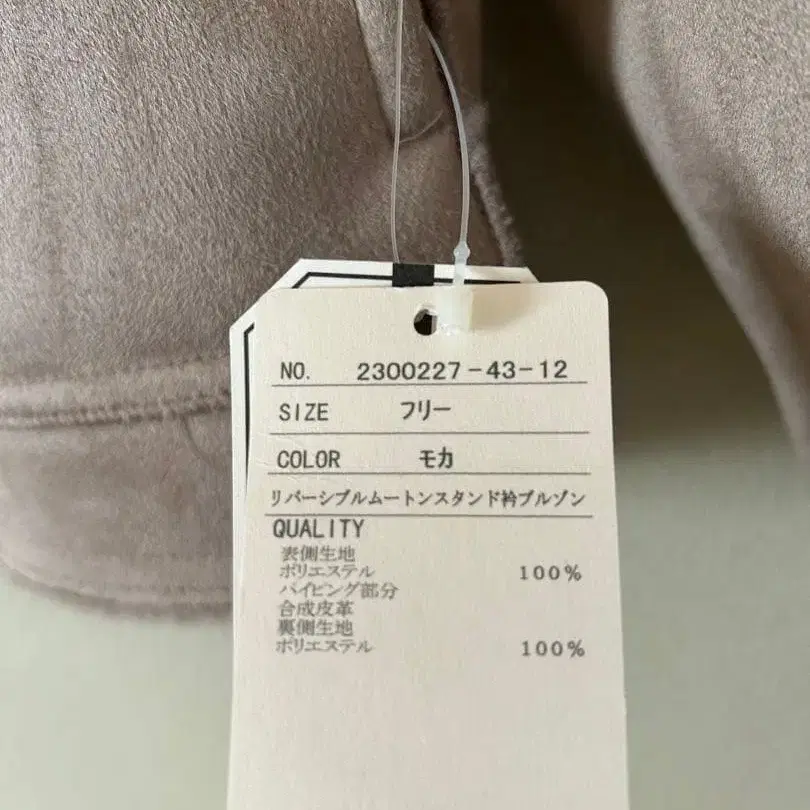 NO. 2300227-43-12
SIZE フリー
COLOR モカ
リバーシブルムートンスタンド衿ブルゾン
QUALITY
表側生地
ポリエステル 100%
パイピング部分
合成皮革
裏側生地
ポリエステル 100%